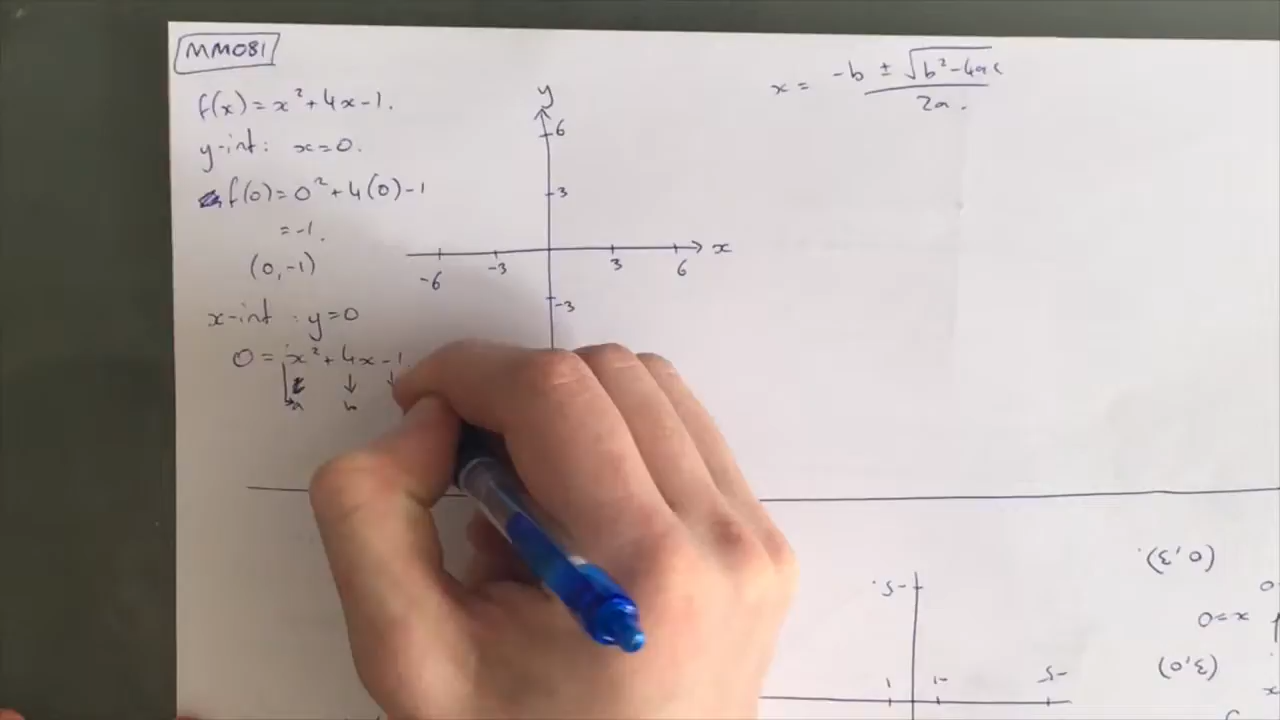 MM081
f(x) = x² + 4x - 1.
y-int: x = 0.
f(0) = 0² + 4(0) - 1
= -1.
(0, -1)
x-int : y = 0
0 = x² + 4x - 1
a b
y
6
3
-6 -3 3 6 x
-3
x = -b ± √b² - 4ac
2a.
(0,3).
-5
x=0
(3,0)
1 -1 -5